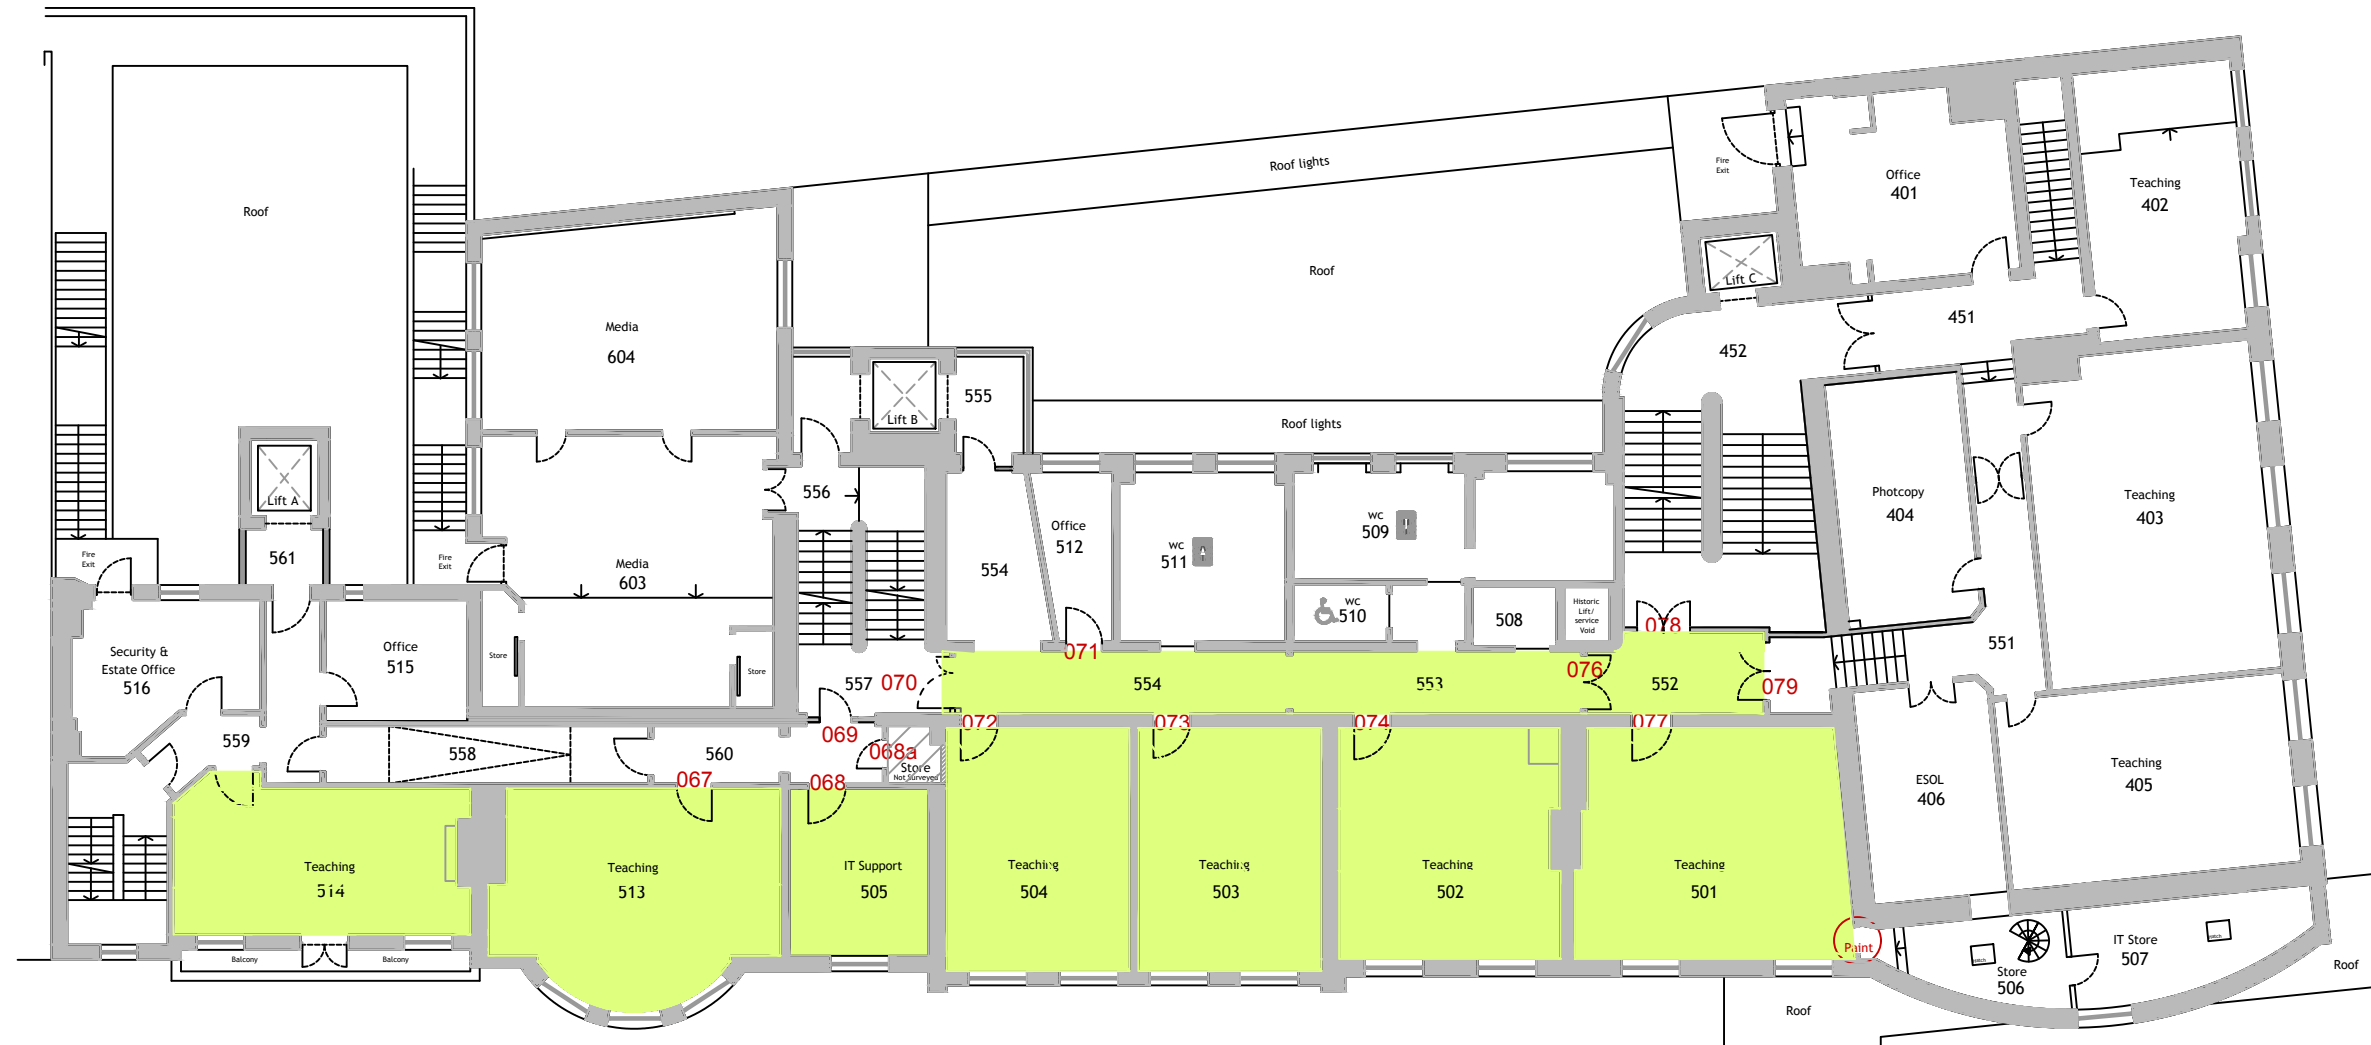 Roof lights
Fire
Exit
Office
401
Teaching
402
Roof
Roof
Lift C
451
452
Media
604
555
Lift B
Roof lights
Lift A
556
Photcopy
404
Teaching
403
Office
512
wc
511
wc
509
Fire
Exit
561
Fire
Exit
Media
603
554
wc
510
508
Historic
Lift/
service
Void
078
Security &
Estate Office
516
Office
515
Store
Store
071
551
557
070
554
553
076
552
079
072
073
074
077
559
558
560
069
068a
Store
Not Surveyed
067
068
ESOL
406
Teaching
405
Teaching
514
Teaching
513
IT Support
505
Teaching
504
Teaching
503
Teaching
502
Teaching
501
Paint
Balcony
Balcony
IT Store
507
Store
506
Roof
Roof